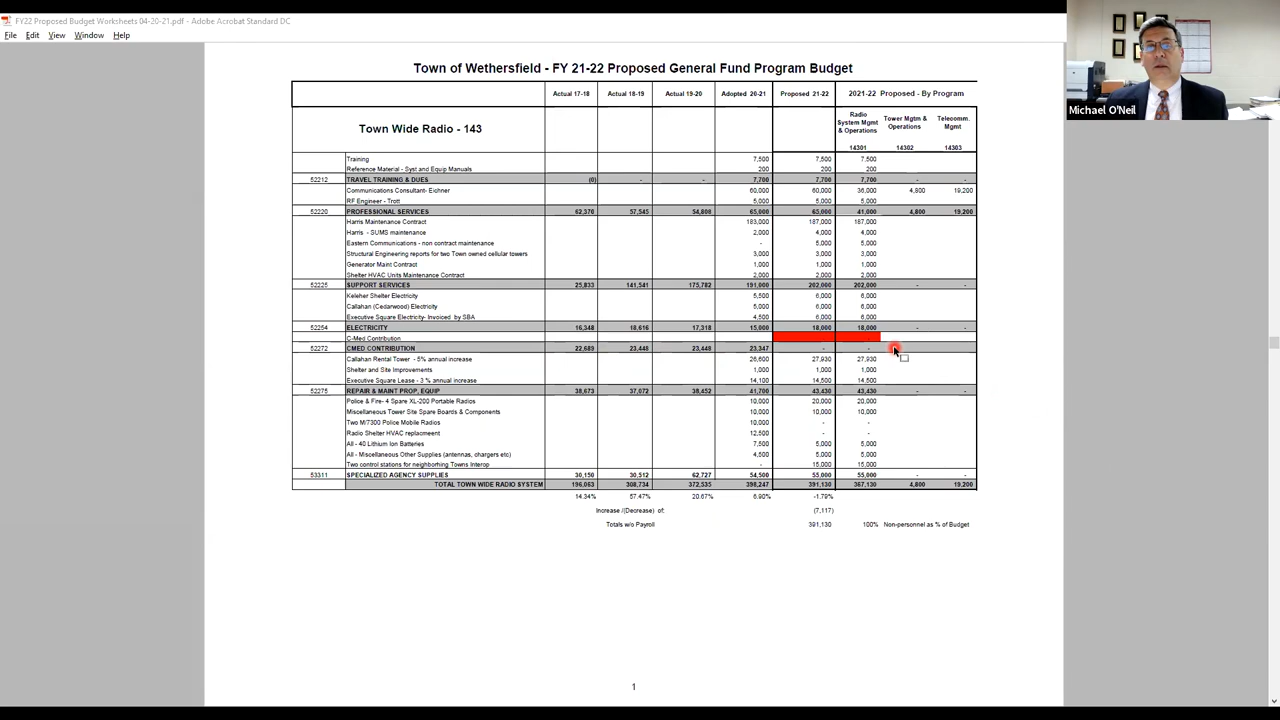 FY22 Proposed Budget Worksheets 04-20-21.pdf - Adobe Acrobat Standard DC
File Edit View Window Help
Michael O'Neil
Town of Wethersfield - FY 21-22 Proposed General Fund Program Budget
Actual 17-18 Actual 18-19 Actual 19-20 Adopted 20-21 Proposed 21-22 2021-22 Proposed - By Program
Town Wide Radio - 143
Radio System Mgmt & Operations Tower Mgtm & Operations Telecomm. Mgmt
14301 14302 14303
Training 7,500 7,500 7,500
Reference Material - Syst and Equip Manuals 200 200 200
52212 TRAVEL TRAINING & DUES (0) - - 7,700 7,700 7,700 - -
Communications Consultant- Eichner 60,000 60,000 36,000 4,800 19,200
RF Engineer - Trott 5,000 5,000 5,000
52220 PROFESSIONAL SERVICES 62,370 57,545 54,808 65,000 65,000 41,000 4,800 19,200
Harris Maintenance Contract 183,000 187,000 187,000
Harris - SUMS maintenance 2,000 4,000 4,000
Eastern Communications - non contract maintenance - 5,000 5,000
Structural Engineering reports for two Town owned cellular towers 3,000 3,000 3,000
Generator Maint Contract 1,000 1,000 1,000
Shelter HVAC Units Maintenance Contract 2,000 2,000 2,000
52225 SUPPORT SERVICES 25,833 141,541 175,782 191,000 202,000 202,000 - -
Keleher Shelter Electricity 5,500 6,000 6,000
Callahan (Cedarwood) Electricity 5,000 6,000 6,000
Executive Square Electricity- Invoiced by SBA 4,500 6,000 6,000
52254 ELECTRICITY 16,348 18,616 17,318 15,000 18,000 18,000 - -
C-Med Contribution
52272 CMED CONTRIBUTION 22,689 23,448 23,448 23,347 - - -
Callahan Rental Tower - 5% annual increase 26,600 27,930 27,930
Shelter and Site Improvements 1,000 1,000 1,000
Executive Square Lease - 3 % annual increase 14,100 14,500 14,500
52275 REPAIR & MAINT PROP, EQUIP 38,673 37,072 38,452 41,700 43,430 43,430 - -
Police & Fire- 4 Spare XL-200 Portable Radios 10,000 20,000 20,000
Miscellaneous Tower Site Spare Boards & Components 10,000 10,000 10,000
Two M/7300 Police Mobile Radios 10,000 - -
Radio Shelter HVAC replacmeent 12,500 - -
All - 40 Lithium Ion Batteries 7,500 5,000 5,000
All - Miscellaneous Other Supplies (antennas, chargers etc) 4,500 5,000 5,000
Two control stations for neighborhing Towns Interop - 15,000 15,000
53311 SPECIALIZED AGENCY SUPPLIES 30,150 30,512 62,727 54,500 55,000 55,000 - -
TOTAL TOWN WIDE RADIO SYSTEM 196,063 308,734 372,535 398,247 391,130 367,130 4,800 19,200
14.34% 57.47% 20.67% 6.90% -1.79%
Increase /(Decrease) of: (7,117)
Totals w/o Payroll 391,130 100% Non-personnel as % of Budget
1